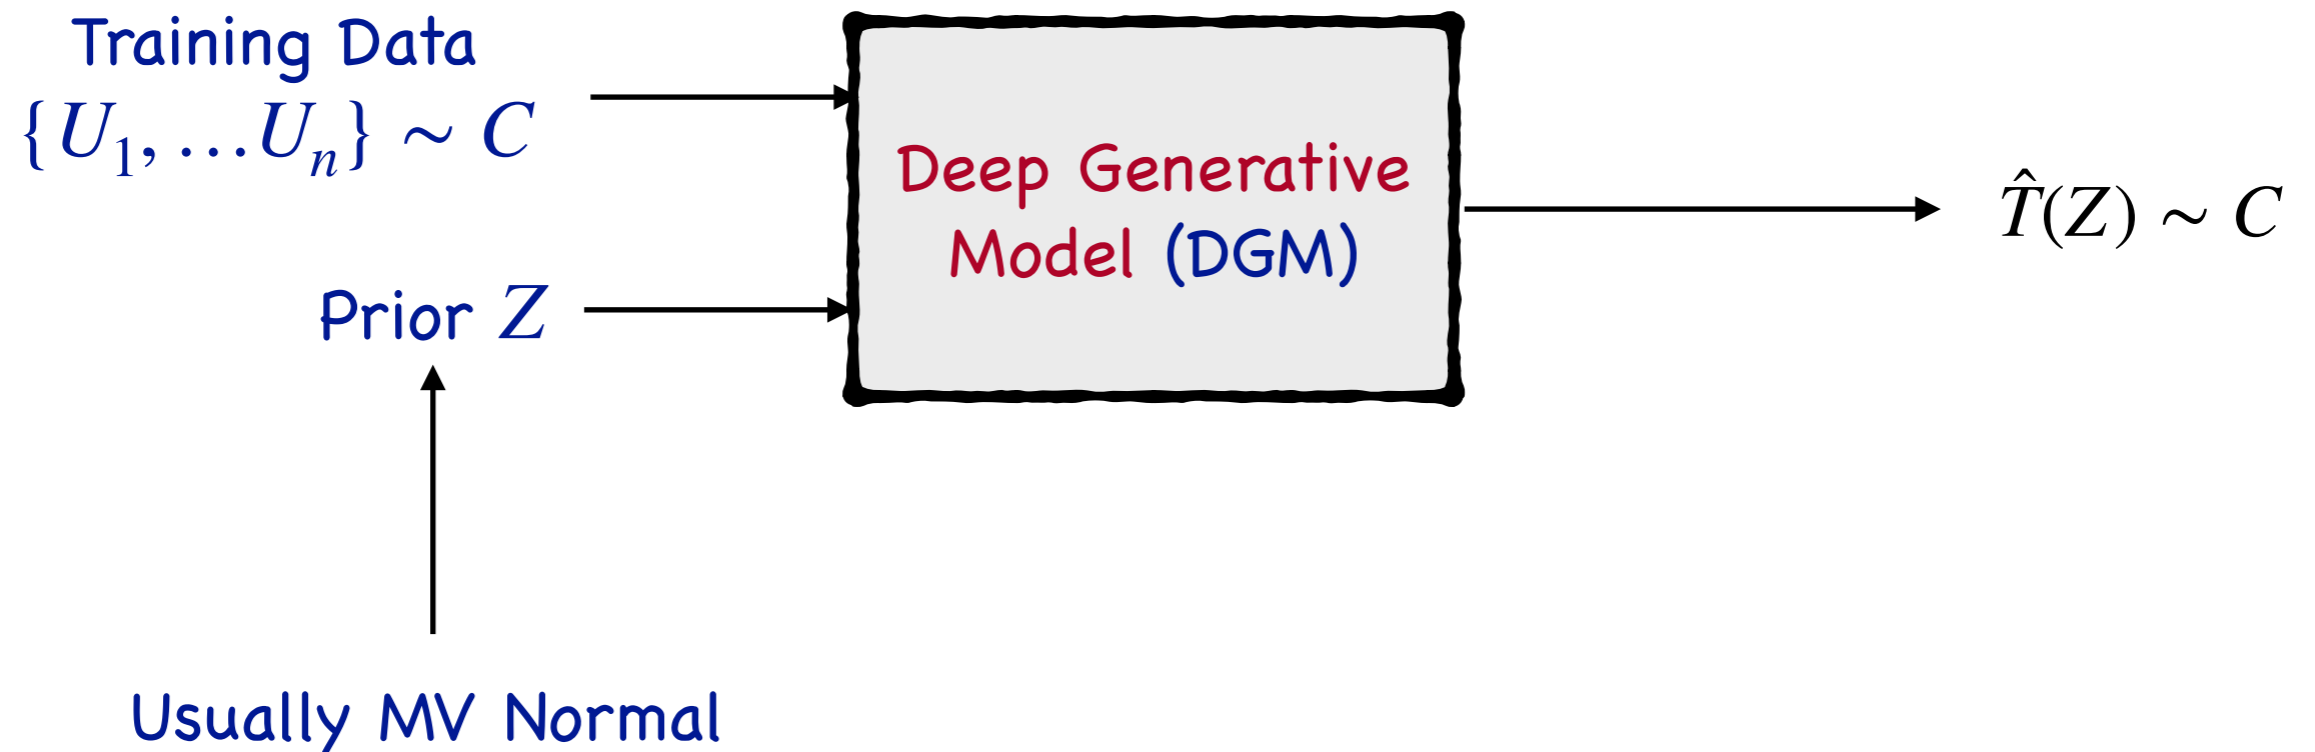 Training Data
{U₁, …Uₙ} ∼ C
Prior Z
Usually MV Normal
Deep Generative
Model (DGM)
T̂(Z) ∼ C